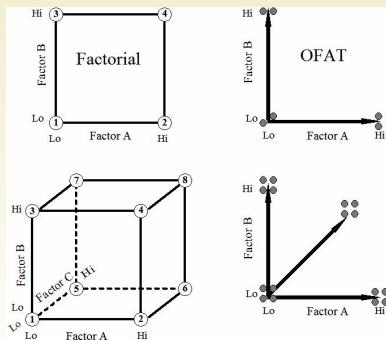 Hi 3 4
Factor B
Factorial
Lo 1 2
Factor A
Lo Hi
Hi
Factor B
OFAT
Lo
Factor A
Lo Hi
7 8
Hi 3 4
Factor B
Factor C
Hi
5 6
Lo
Lo 1 2
Lo Factor A Hi
Hi
Factor B
Lo
Lo Factor A Hi